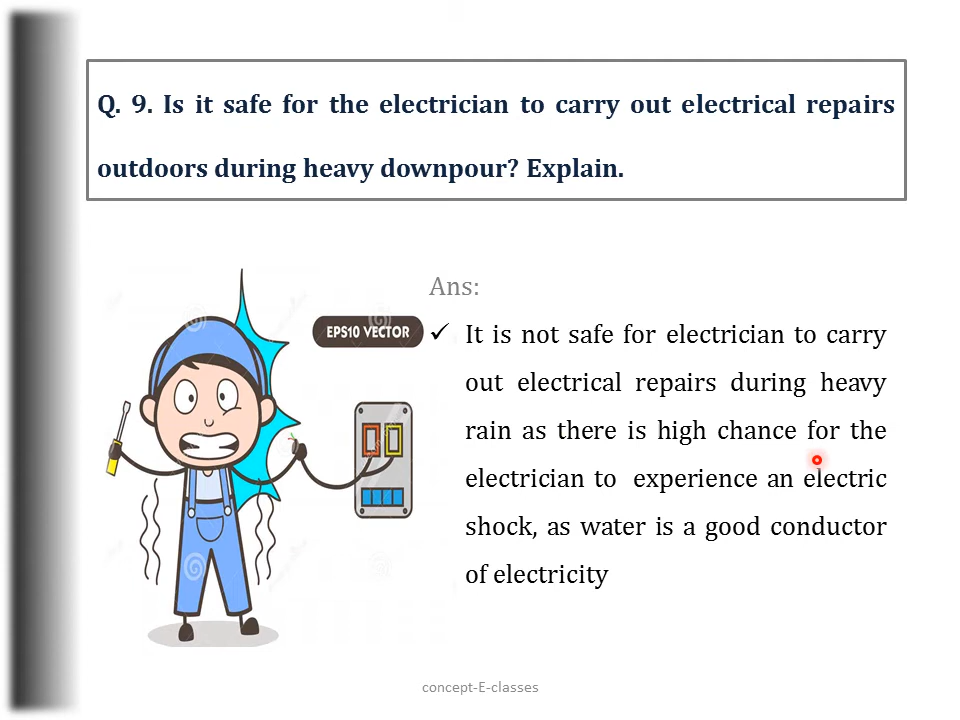 Q. 9. Is it safe for the electrician to carry out electrical repairs
outdoors during heavy downpour? Explain.
Ans:
EPS10 VECTOR
✓ It is not safe for electrician to carry
out electrical repairs during heavy
rain as there is high chance for the
electrician to experience an electric
shock, as water is a good conductor
of electricity
concept-E-classes